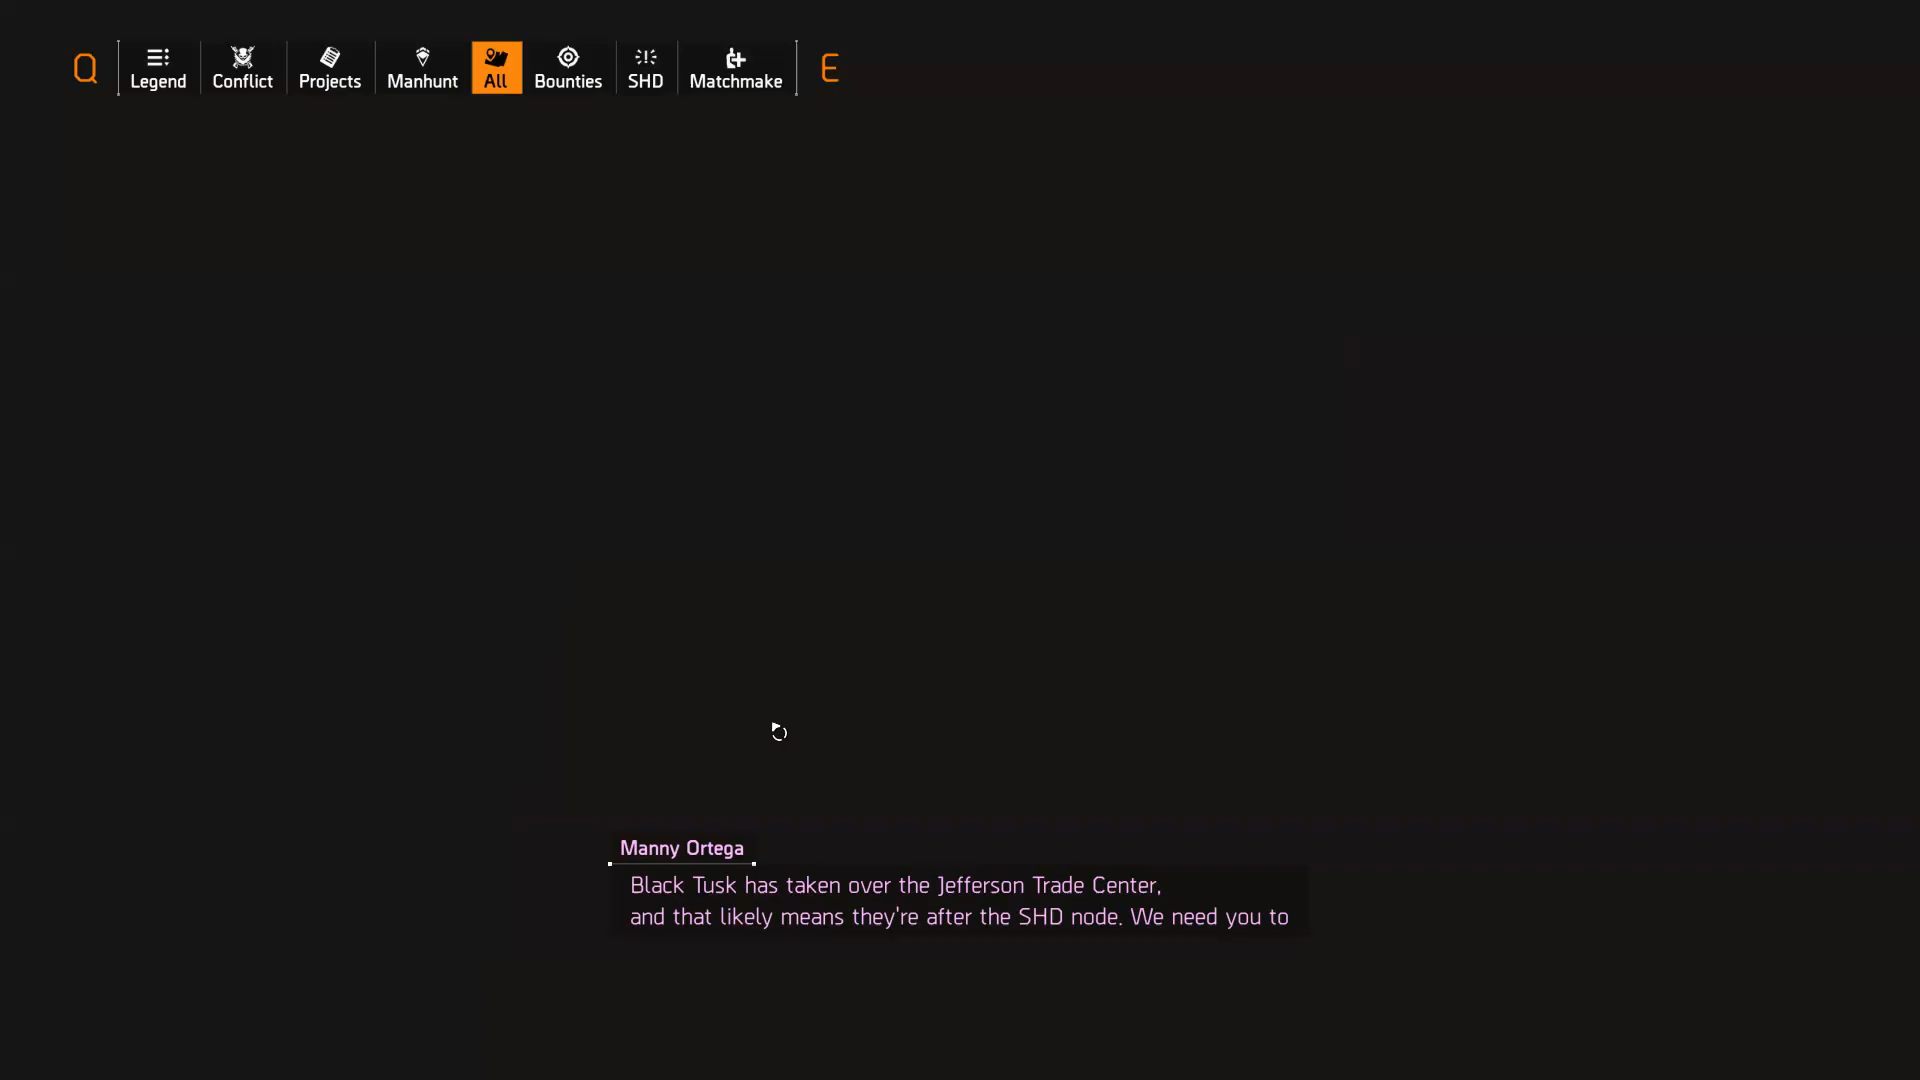 Q Legend Conflict Projects Manhunt All Bounties SHD Matchmake E
Manny Ortega
Black Tusk has taken over the Jefferson Trade Center,
and that likely means they're after the SHD node. We need you to